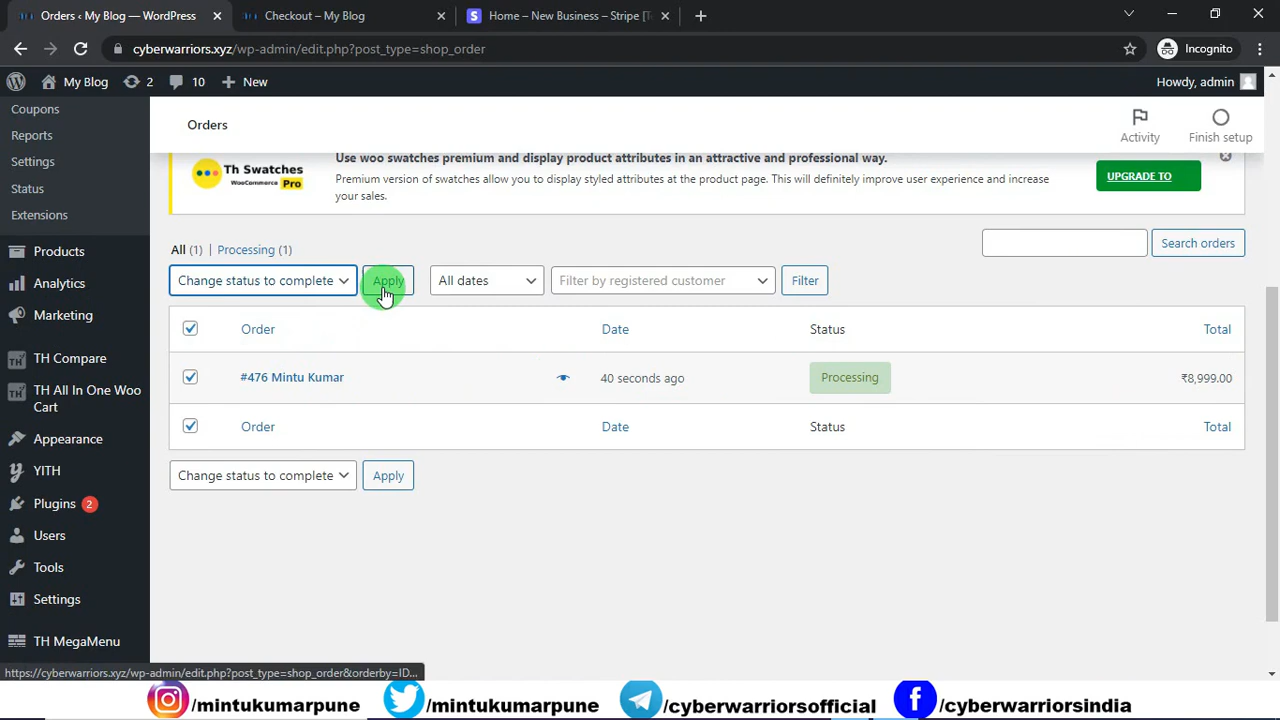 Orders ‹ My Blog — WordPress
Checkout – My Blog
Home – New Business – Stripe [T
cyberwarriors.xyz/wp-admin/edit.php?post_type=shop_order
Incognito
My Blog
2
10
New
Howdy, admin
Coupons
Reports
Settings
Status
Extensions
Products
Analytics
Marketing
TH Compare
TH All In One Woo
Cart
Appearance
YITH
Plugins 2
Users
Tools
Settings
TH MegaMenu
Orders
Activity
Finish setup
Th Swatches
WooCommerce Pro
Use woo swatches premium and display product attributes in an attractive and professional way.
Premium version of swatches allow you to display styled attributes at the product page. This will definitely improve user experience and increase
your sales.
UPGRADE TO
All (1) | Processing (1)
Search orders
Change status to complete
Apply
All dates
Filter by registered customer
Filter
Order
Date
Status
Total
#476 Mintu Kumar
40 seconds ago
Processing
₹8,999.00
Order
Date
Status
Total
Change status to complete
Apply
https://cyberwarriors.xyz/wp-admin/edit.php?post_type=shop_order&orderby=ID...
/mintukumarpune
/mintukumarpune
/cyberwarriorsofficial
/cyberwarriorsindia